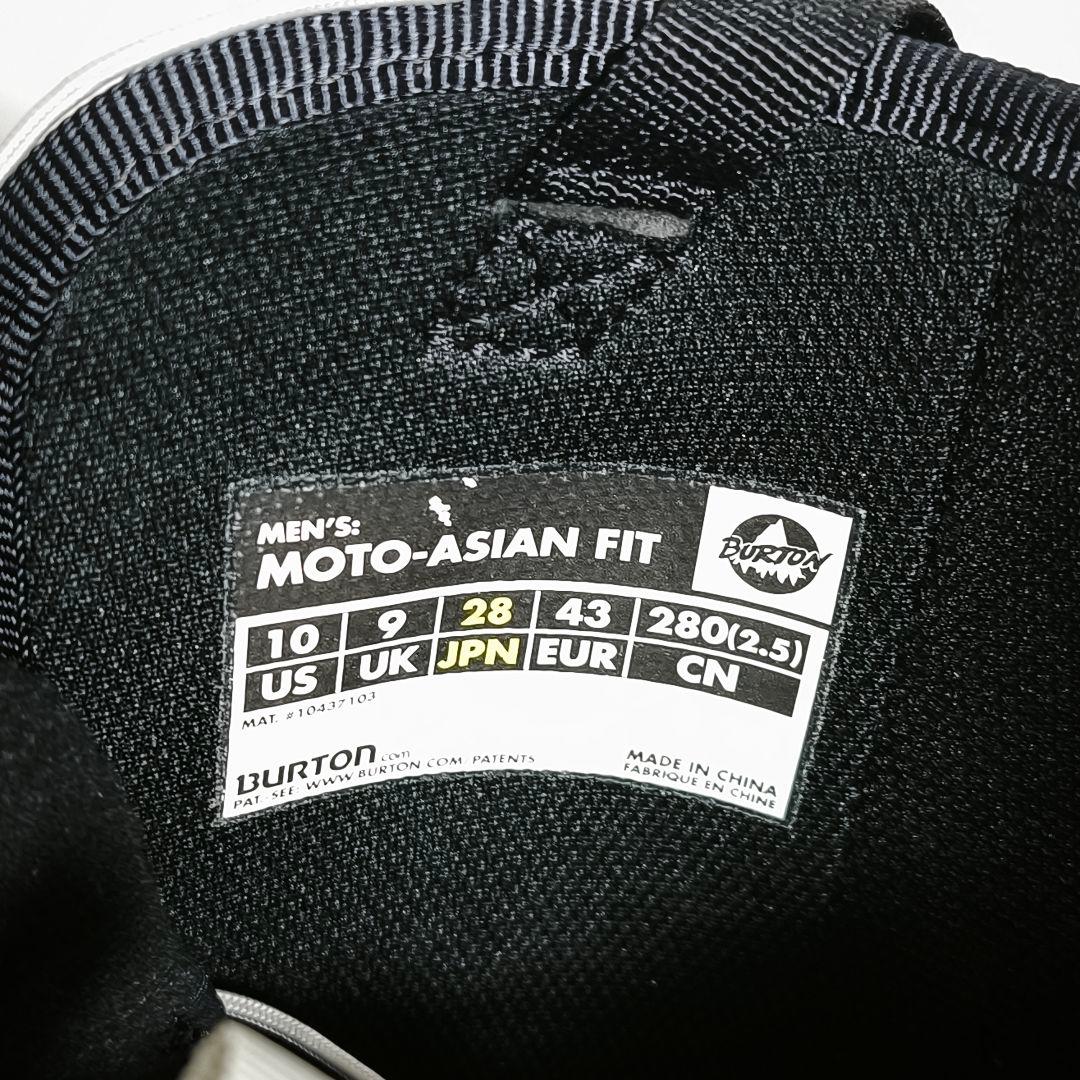 MEN'S:
MOTO-ASIAN FIT
BURTON
10 9 28 43 280(2.5)
US UK JPN EUR CN
MAT. #10437103
BURTON.com
PAT. SEE: WWW.BURTON.COM/PATENTS
MADE IN CHINA
FABRIQUE EN CHINE